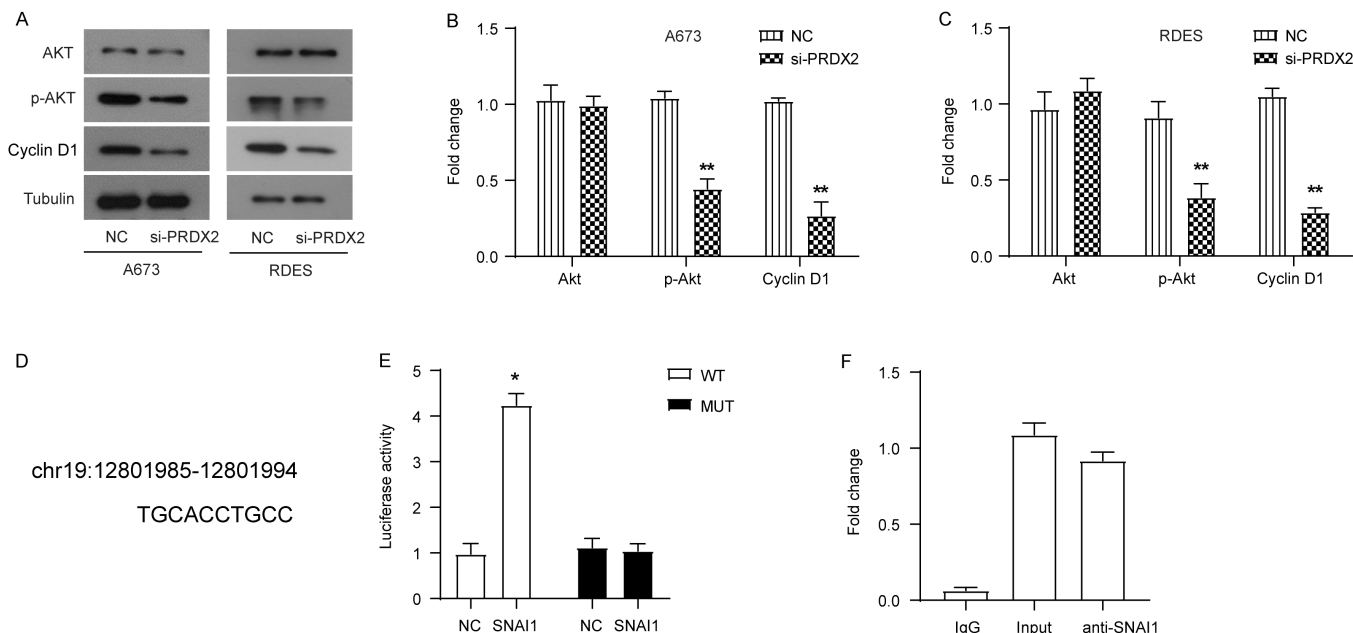 A
AKT
p-AKT
Cyclin D1
Tubulin
NC si-PRDX2 NC si-PRDX2
A673 RDES
B
A673
NC
si-PRDX2
Fold change
1.5
1.0
0.5
0.0
** **
Akt p-Akt Cyclin D1
C
RDES
NC
si-PRDX2
Fold change
1.5
1.0
0.5
0.0
** **
Akt p-Akt Cyclin D1
D
chr19:12801985-12801994
TGCACCTGCC
E
WT
MUT
Luciferase activity
5
4
3
2
1
0
*
NC SNAI1 NC SNAI1
F
Fold change
1.5
1.0
0.5
0.0
IgG Input anti-SNAI1